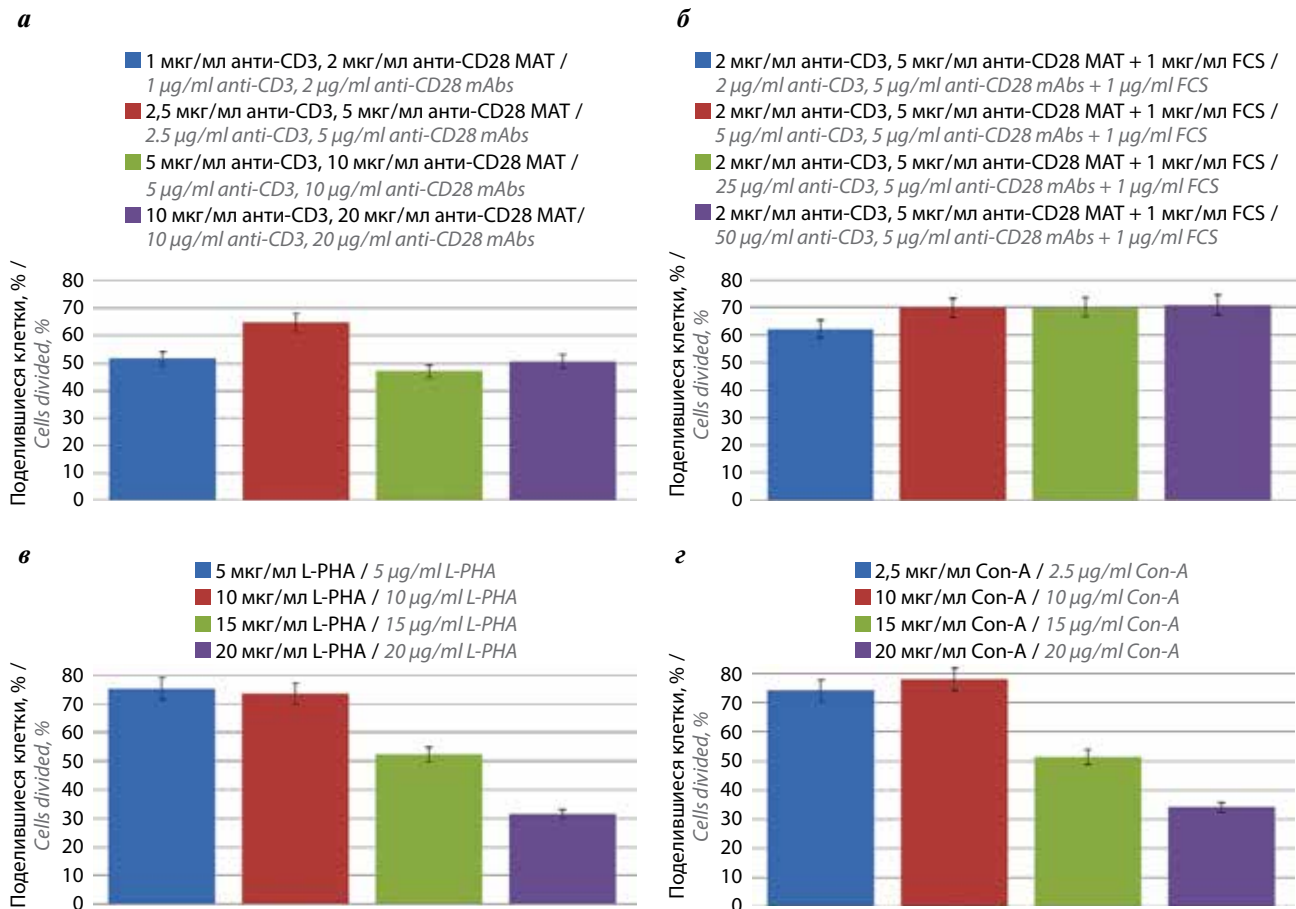 а
1 мкг/мл анти-CD3, 2 мкг/мл анти-CD28 МАТ /
1 µg/ml anti-CD3, 2 µg/ml anti-CD28 mAbs
2,5 мкг/мл анти-CD3, 5 мкг/мл анти-CD28 МАТ /
2.5 µg/ml anti-CD3, 5 µg/ml anti-CD28 mAbs
5 мкг/мл анти-CD3, 10 мкг/мл анти-CD28 МАТ /
5 µg/ml anti-CD3, 10 µg/ml anti-CD28 mAbs
10 мкг/мл анти-CD3, 20 мкг/мл анти-CD28 МАТ/
10 µg/ml anti-CD3, 20 µg/ml anti-CD28 mAbs
Поделившиеся клетки, % /
Cells divided, %
80
70
60
50
40
30
20
10
0
б
2 мкг/мл анти-CD3, 5 мкг/мл анти-CD28 МАТ + 1 мкг/мл FCS /
2 µg/ml anti-CD3, 5 µg/ml anti-CD28 mAbs + 1 µg/ml FCS
2 мкг/мл анти-CD3, 5 мкг/мл анти-CD28 МАТ + 1 мкг/мл FCS /
5 µg/ml anti-CD3, 5 µg/ml anti-CD28 mAbs + 1 µg/ml FCS
2 мкг/мл анти-CD3, 5 мкг/мл анти-CD28 МАТ + 1 мкг/мл FCS /
25 µg/ml anti-CD3, 5 µg/ml anti-CD28 mAbs + 1 µg/ml FCS
2 мкг/мл анти-CD3, 5 мкг/мл анти-CD28 МАТ + 1 мкг/мл FCS /
50 µg/ml anti-CD3, 5 µg/ml anti-CD28 mAbs + 1 µg/ml FCS
Поделившиеся клетки, % /
Cells divided, %
80
70
60
50
40
30
20
10
0
в
5 мкг/мл L-PHA / 5 µg/ml L-PHA
10 мкг/мл L-PHA / 10 µg/ml L-PHA
15 мкг/мл L-PHA / 15 µg/ml L-PHA
20 мкг/мл L-PHA / 20 µg/ml L-PHA
Поделившиеся клетки, % /
Cells divided, %
80
70
60
50
40
30
20
10
0
г
2,5 мкг/мл Con-A / 2.5 µg/ml Con-A
10 мкг/мл Con-A / 10 µg/ml Con-A
15 мкг/мл Con-A / 15 µg/ml Con-A
20 мкг/мл Con-A / 20 µg/ml Con-A
Поделившиеся клетки, % /
Cells divided, %
80
70
60
50
40
30
20
10
0